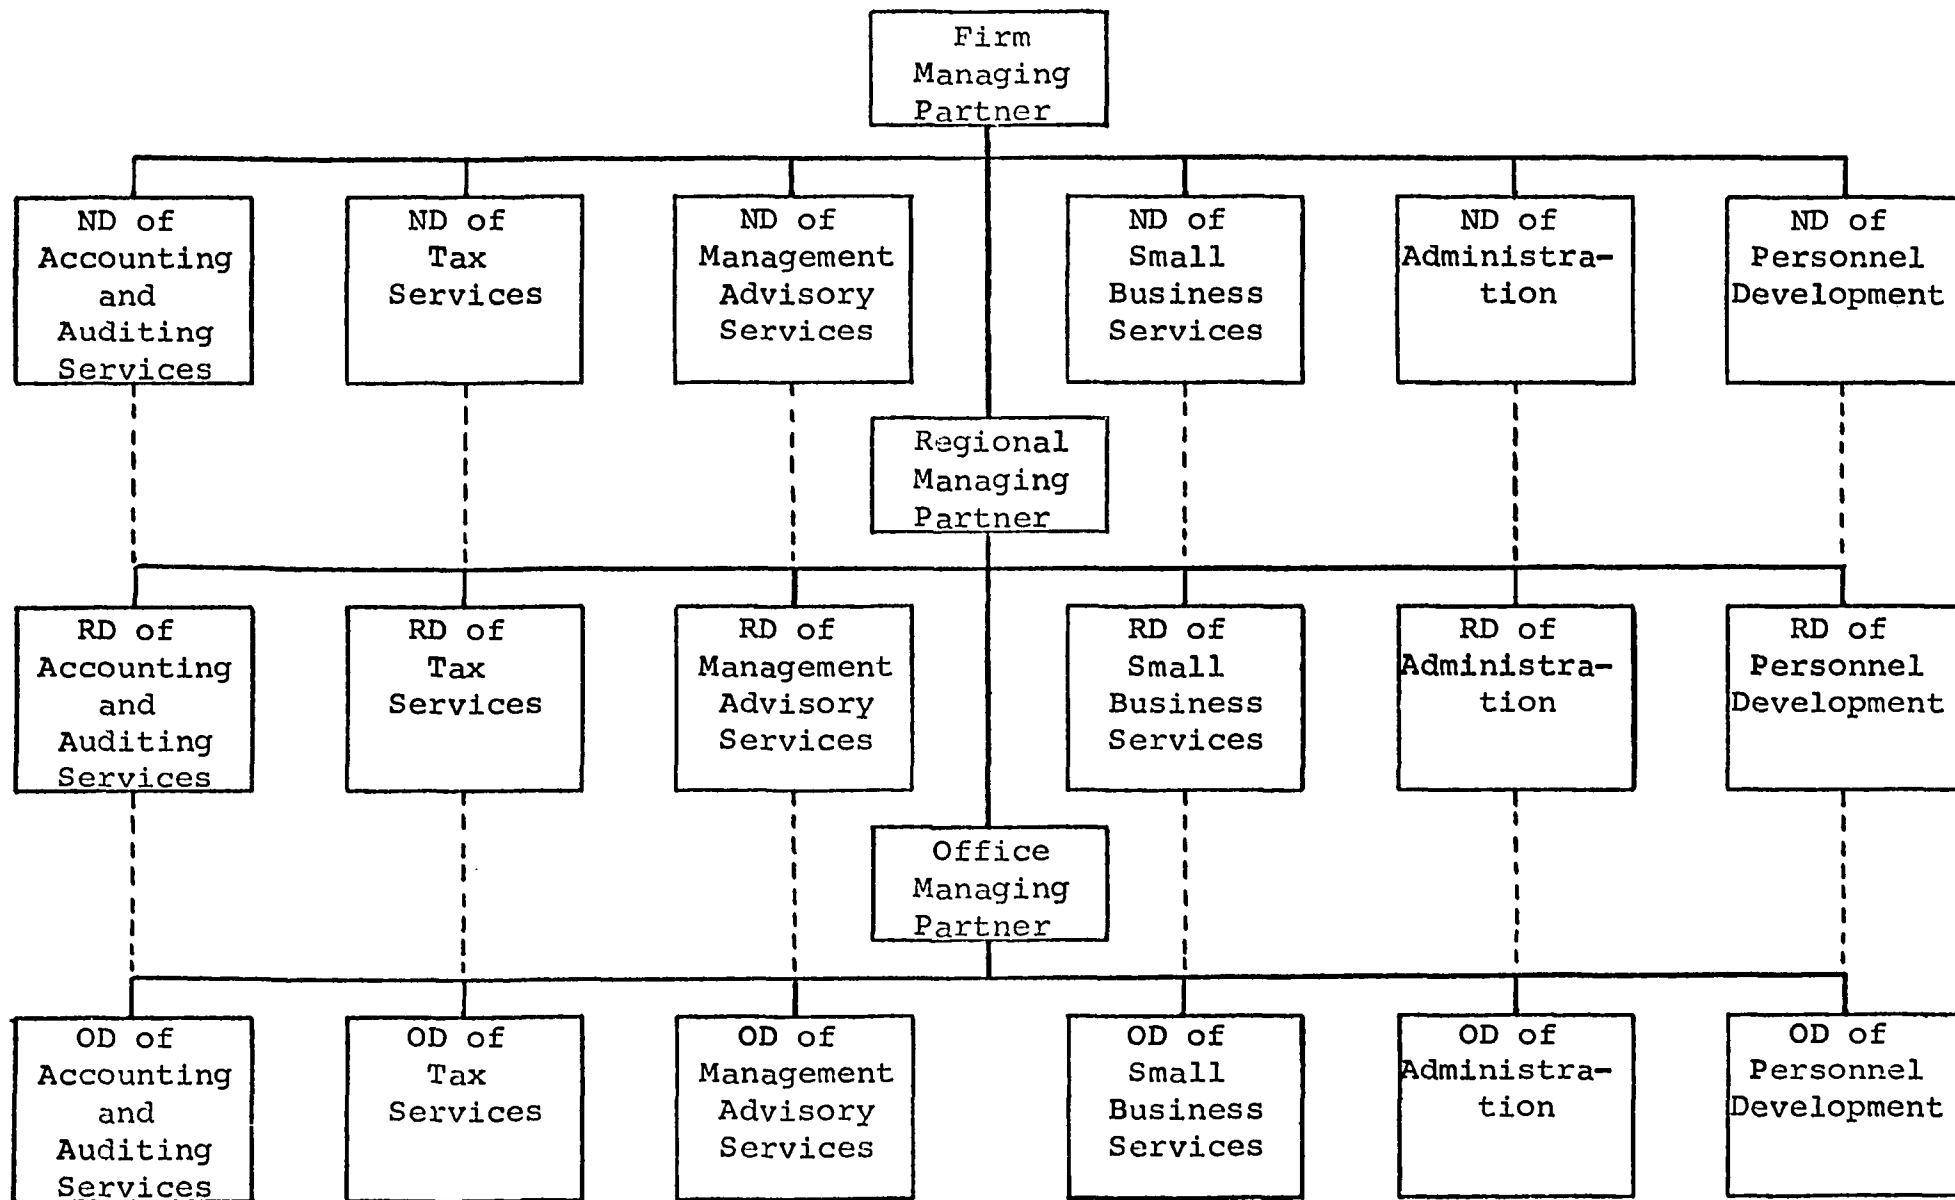 Firm
Managing
Partner
ND of
Accounting
and
Auditing
Services
ND of
Tax
Services
ND of
Management
Advisory
Services
ND of
Small
Business
Services
ND of
Administra-
tion
ND of
Personnel
Development
Regional
Managing
Partner
RD of
Accounting
and
Auditing
Services
RD of
Tax
Services
RD of
Management
Advisory
Services
RD of
Small
Business
Services
RD of
Administra-
tion
RD of
Personnel
Development
Office
Managing
Partner
OD of
Accounting
and
Auditing
Services
OD of
Tax
Services
OD of
Management
Advisory
Services
OD of
Small
Business
Services
OD of
Administra-
tion
OD of
Personnel
Development